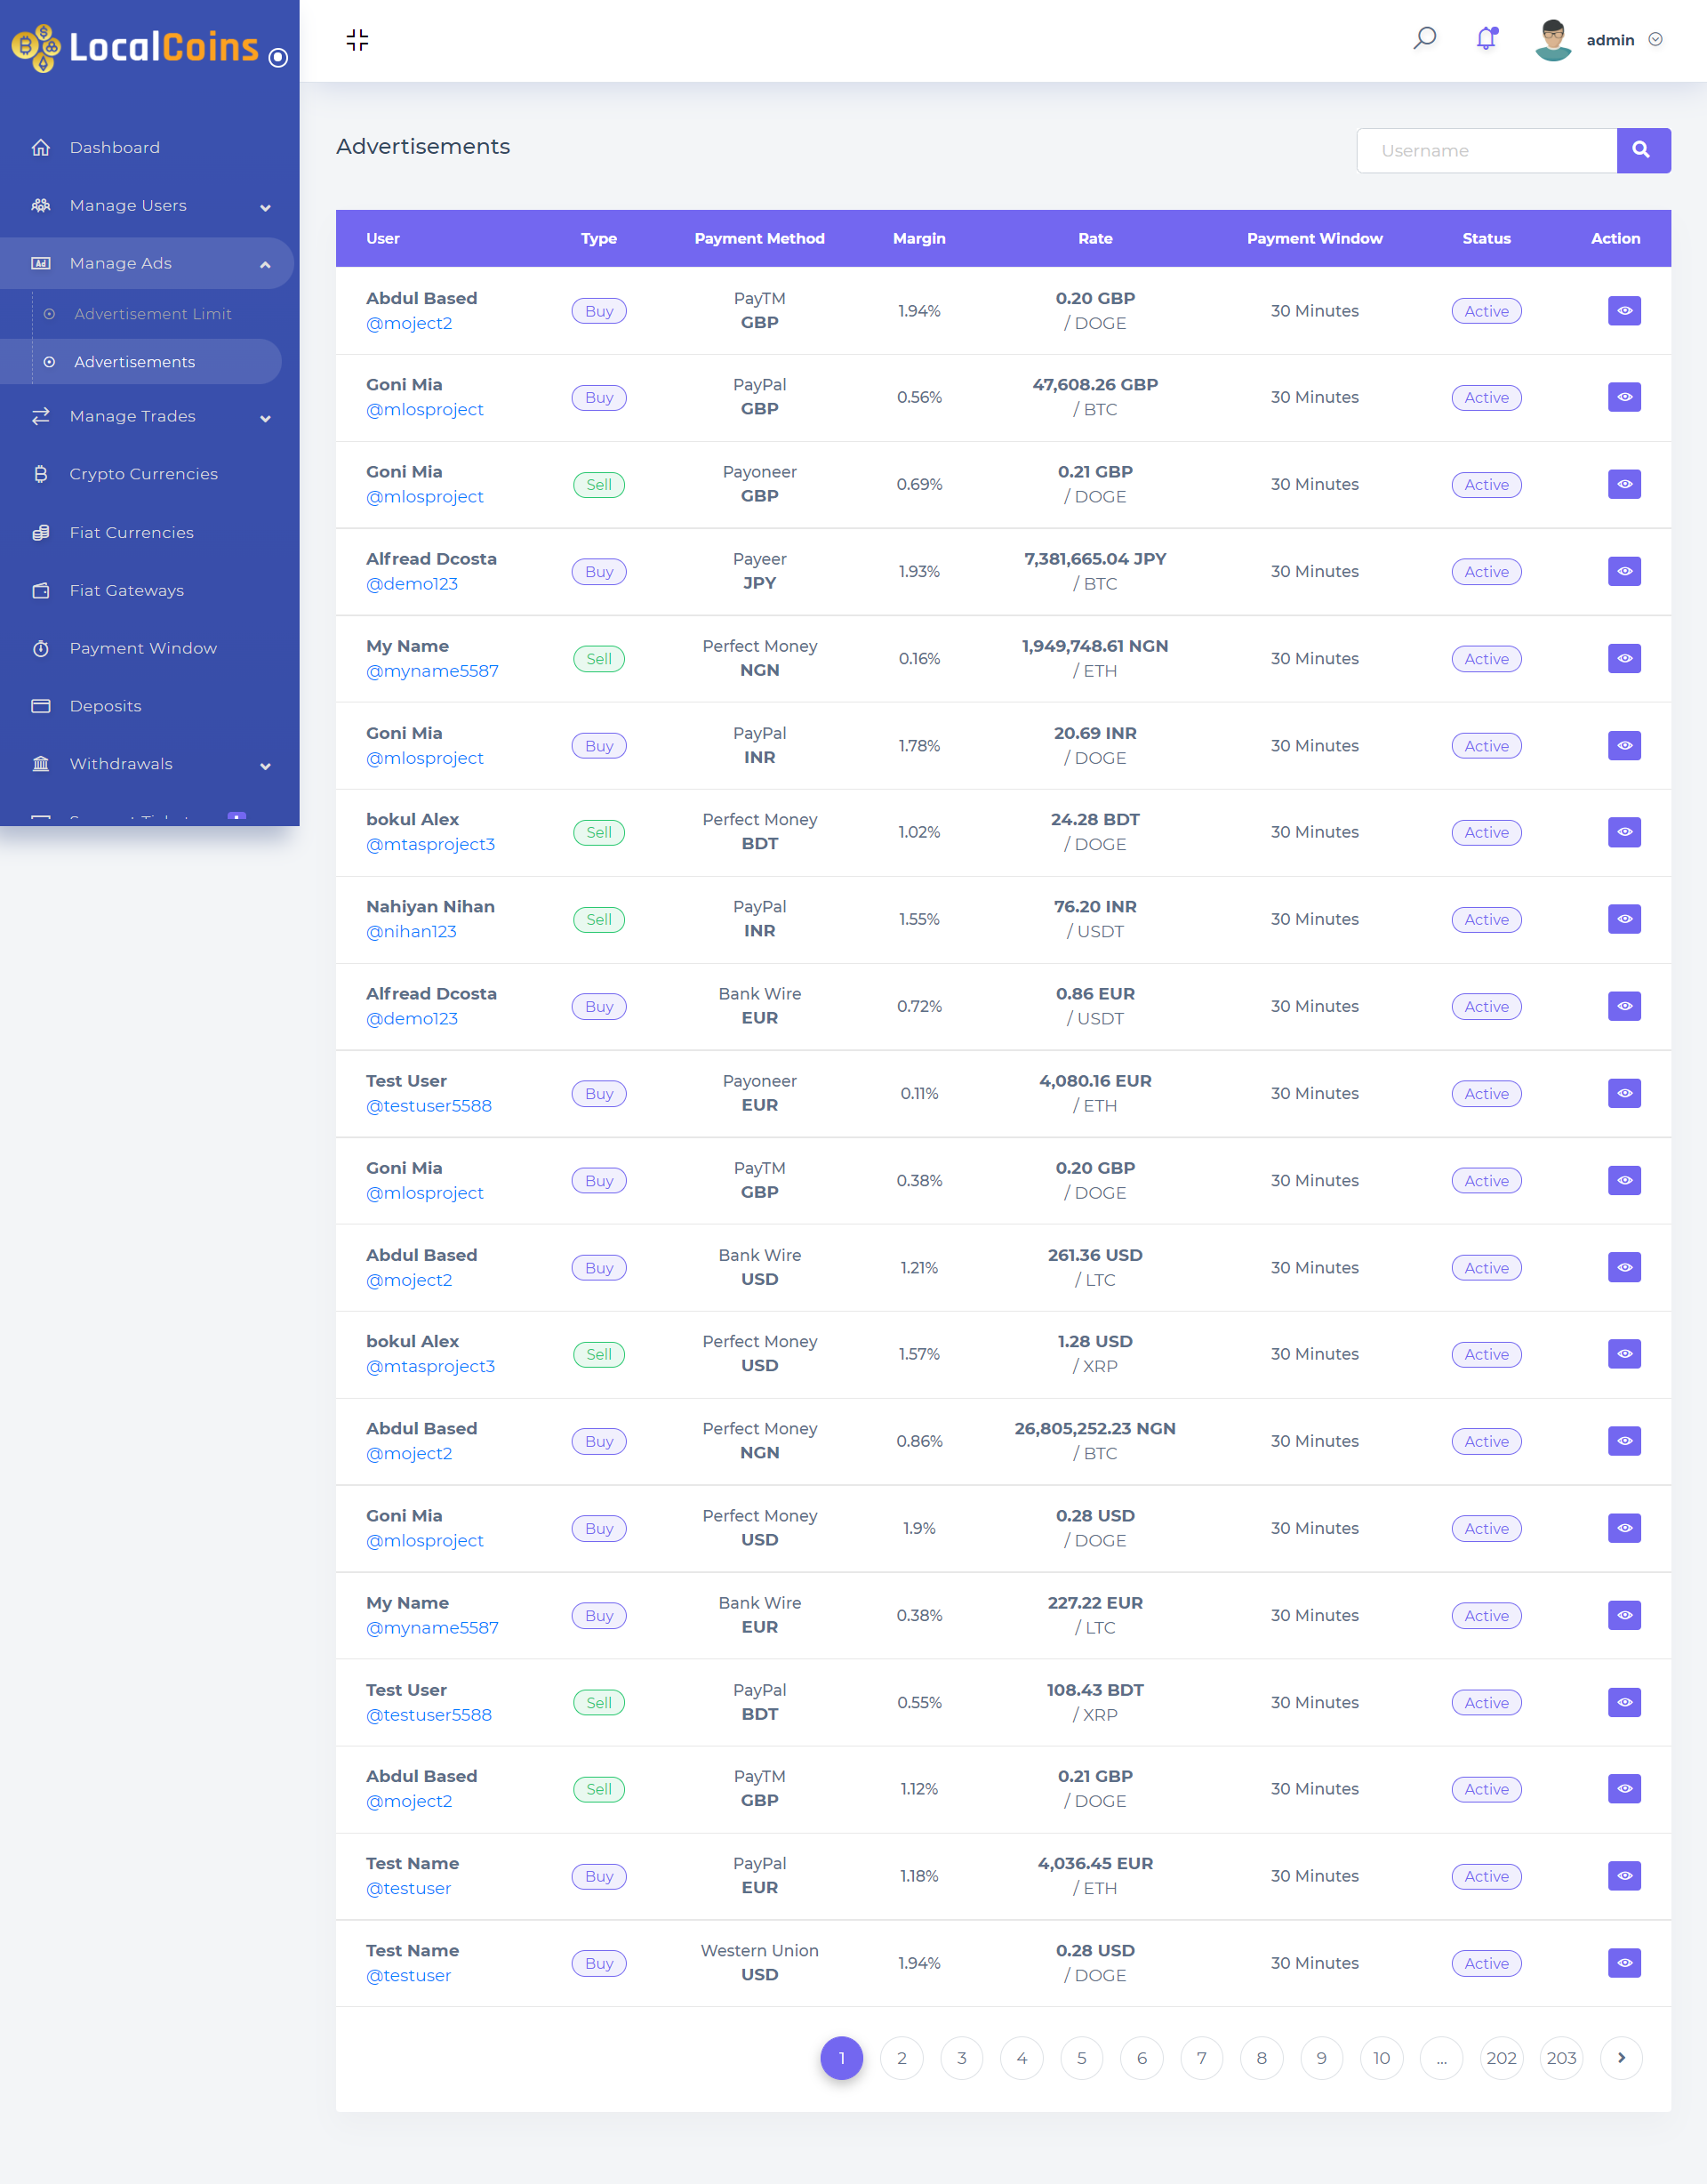 LocalCoins
admin
Dashboard
Manage Users
Manage Ads
Advertisement Limit
Advertisements
Manage Trades
Crypto Currencies
Fiat Currencies
Fiat Gateways
Payment Window
Deposits
Withdrawals
Advertisements
Username
User Type Payment Method Margin Rate Payment Window Status Action
Abdul Based Buy PayTM 1.94% 0.20 GBP 30 Minutes Active
@moject2 GBP / DOGE
Goni Mia Buy PayPal 0.56% 47,608.26 GBP 30 Minutes Active
@mlosproject GBP / BTC
Goni Mia Sell Payoneer 0.69% 0.21 GBP 30 Minutes Active
@mlosproject GBP / DOGE
Alfread Dcosta Buy Payeer 1.93% 7,381,665.04 JPY 30 Minutes Active
@demo123 JPY / BTC
My Name Sell Perfect Money 0.16% 1,949,748.61 NGN 30 Minutes Active
@myname5587 NGN / ETH
Goni Mia Buy PayPal 1.78% 20.69 INR 30 Minutes Active
@mlosproject INR / DOGE
bokul Alex Sell Perfect Money 1.02% 24.28 BDT 30 Minutes Active
@mtasproject3 BDT / DOGE
Nahiyan Nihan Sell PayPal 1.55% 76.20 INR 30 Minutes Active
@nihan123 INR / USDT
Alfread Dcosta Buy Bank Wire 0.72% 0.86 EUR 30 Minutes Active
@demo123 EUR / USDT
Test User Buy Payoneer 0.11% 4,080.16 EUR 30 Minutes Active
@testuser5588 EUR / ETH
Goni Mia Buy PayTM 0.38% 0.20 GBP 30 Minutes Active
@mlosproject GBP / DOGE
Abdul Based Buy Bank Wire 1.21% 261.36 USD 30 Minutes Active
@moject2 USD / LTC
bokul Alex Sell Perfect Money 1.57% 1.28 USD 30 Minutes Active
@mtasproject3 USD / XRP
Abdul Based Buy Perfect Money 0.86% 26,805,252.23 NGN 30 Minutes Active
@moject2 NGN / BTC
Goni Mia Buy Perfect Money 1.9% 0.28 USD 30 Minutes Active
@mlosproject USD / DOGE
My Name Buy Bank Wire 0.38% 227.22 EUR 30 Minutes Active
@myname5587 EUR / LTC
Test User Sell PayPal 0.55% 108.43 BDT 30 Minutes Active
@testuser5588 BDT / XRP
Abdul Based Sell PayTM 1.12% 0.21 GBP 30 Minutes Active
@moject2 GBP / DOGE
Test Name Buy PayPal 1.18% 4,036.45 EUR 30 Minutes Active
@testuser EUR / ETH
Test Name Buy Western Union 1.94% 0.28 USD 30 Minutes Active
@testuser USD / DOGE
1 2 3 4 5 6 7 8 9 10 ... 202 203